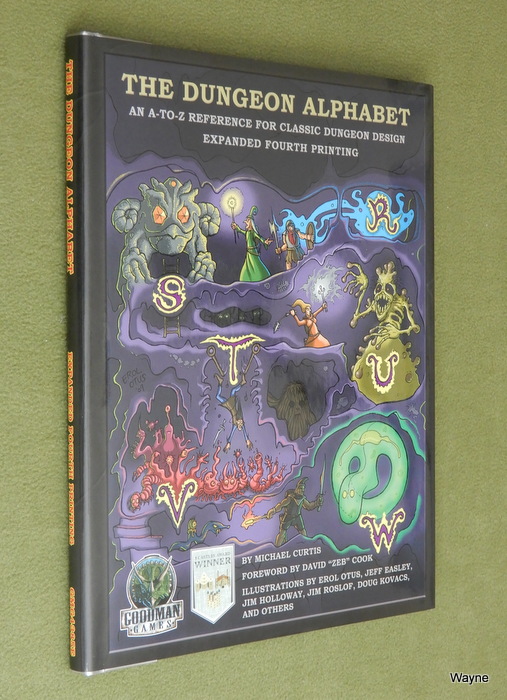 THE DUNGEON ALPHABET
AN A-TO-Z REFERENCE FOR CLASSIC DUNGEON DESIGN
EXPANDED FOURTH PRINTING
R
S
T
U
V
W
EROL
OTUS
BY MICHAEL CURTIS
FOREWORD BY DAVID "ZEB" COOK
ILLUSTRATIONS BY EROL OTUS, JEFF EASLEY,
JIM HOLLOWAY, JIM ROSLOF, DOUG KOVACS,
AND OTHERS
GOODMAN
GAMES
WINNER
THE DUNGEON ALPHABET
EXPANDED FOURTH PRINTING
Wayne